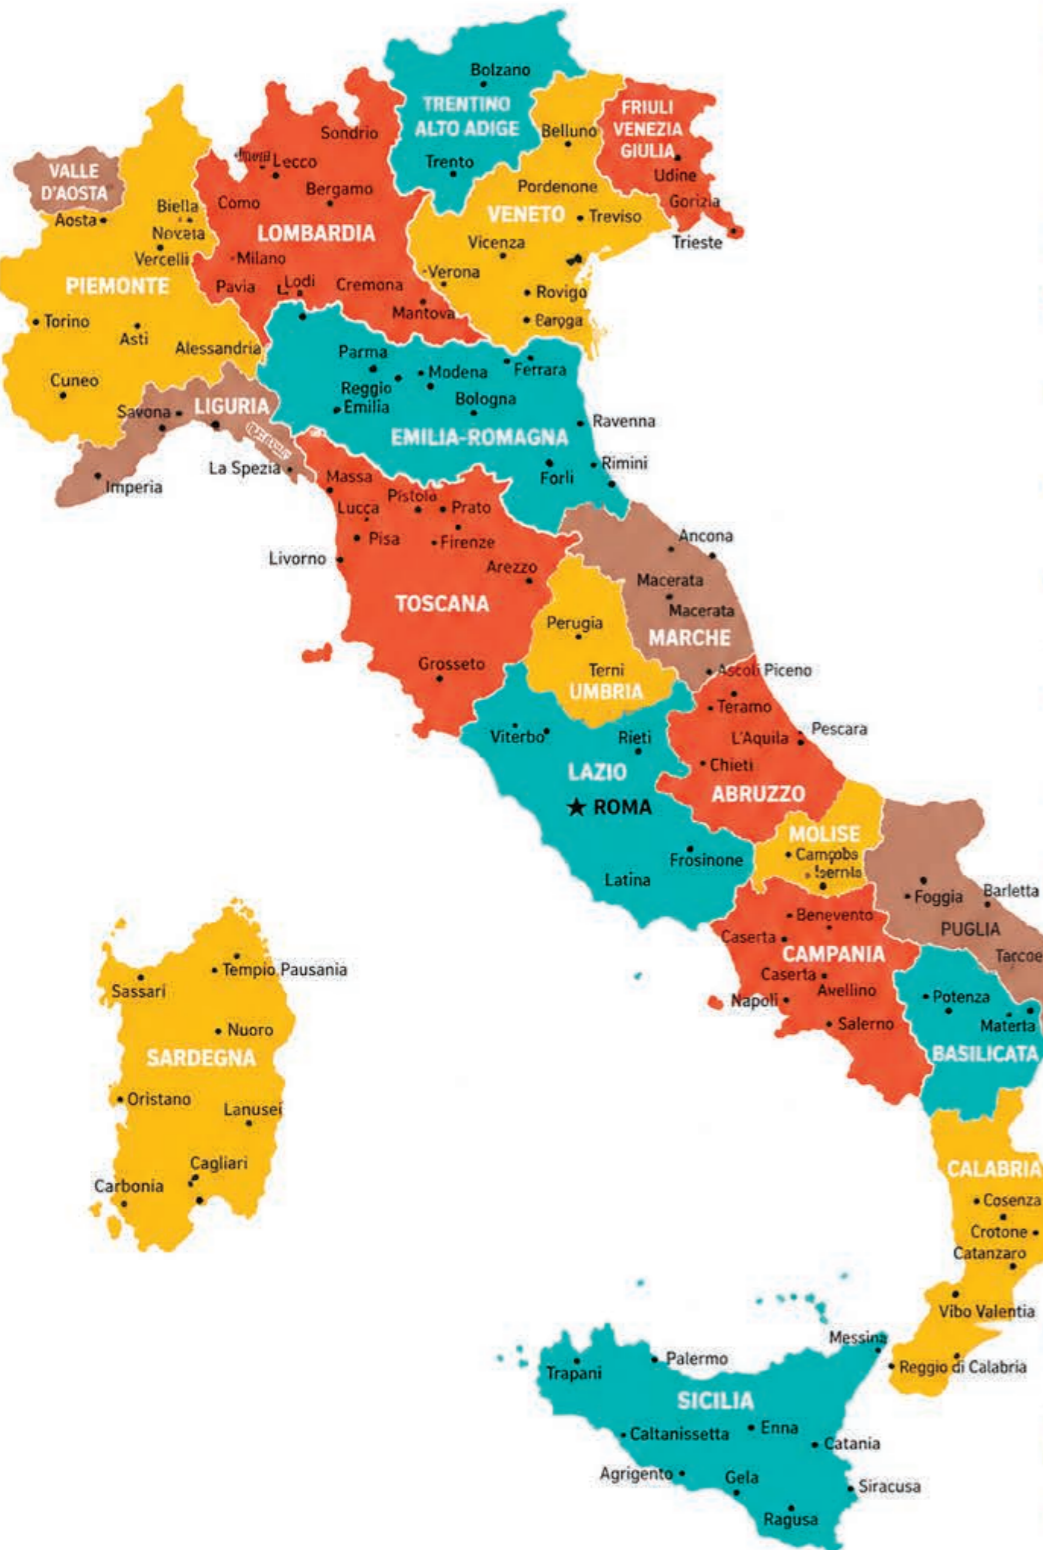 Bolzano
TRENTINO
ALTO ADIGE
Trento
FRIULI
VENEZIA
GIULIA
Udine
Gorizia
Trieste
Belluno
Pordenone
VENETO
Treviso
Vicenza
Verona
Rovigo
Sondrio
Lecco
Bergamo
Como
LOMBARDIA
Milano
Pavia
Lodi
Cremona
Mantova
VALLE
D'AOSTA
Aosta
Biella
Vercelli
PIEMONTE
Torino
Asti
Alessandria
Cuneo
Savona
LIGURIA
La Spezia
Imperia
Parma
Reggio
Emilia
Modena
Ferrara
Bologna
EMILIA-ROMAGNA
Ravenna
Forli
Rimini
Massa
Pistola
Prato
Lucca
Pisa
Firenze
Livorno
Arezzo
TOSCANA
Grosseto
Ancona
Macerata
Macerata
MARCHE
Ascoli Piceno
Perugia
Terni
UMBRIA
Viterbo
Rieti
LAZIO
ROMA
Frosinone
Latina
Teramo
Pescara
L'Aquila
Chieti
ABRUZZO
MOLISE
Foggia
Barletta
PUGLIA
Benevento
Caserta
CAMPANIA
Caserta
Avellino
Napoli
Salerno
Potenza
BASILICATA
Tempio Pausania
Sassari
Nuoro
SARDEGNA
Oristano
Lanusei
Cagliari
Carbonia
CALABRIA
Cosenza
Crotone
Catanzaro
Vibo Valentia
Reggio di Calabria
Messina
Palermo
Trapani
SICILIA
Enna
Caltanissetta
Catania
Agrigento
Gela
Siracusa
Ragusa